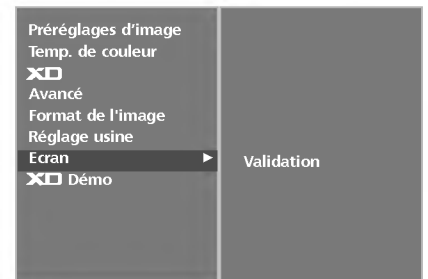 Préréglages d'image
Temp. de couleur
XD
Avancé
Format de l'image
Réglage usine
Ecran ►
Validation
XD Démo